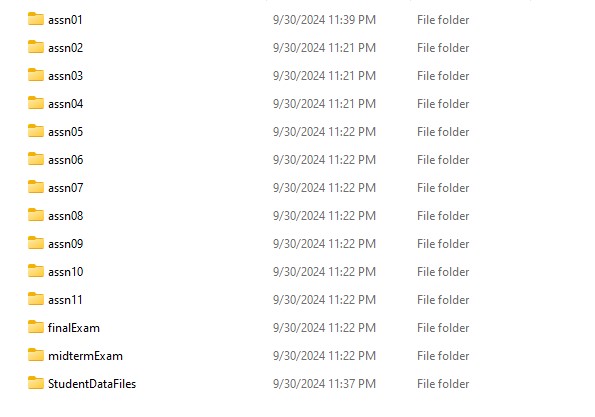 assn01 9/30/2024 11:39 PM File folder
assn02 9/30/2024 11:21 PM File folder
assn03 9/30/2024 11:21 PM File folder
assn04 9/30/2024 11:21 PM File folder
assn05 9/30/2024 11:22 PM File folder
assn06 9/30/2024 11:22 PM File folder
assn07 9/30/2024 11:22 PM File folder
assn08 9/30/2024 11:22 PM File folder
assn09 9/30/2024 11:22 PM File folder
assn10 9/30/2024 11:22 PM File folder
assn11 9/30/2024 11:22 PM File folder
finalExam 9/30/2024 11:22 PM File folder
midtermExam 9/30/2024 11:22 PM File folder
StudentDataFiles 9/30/2024 11:37 PM File folder